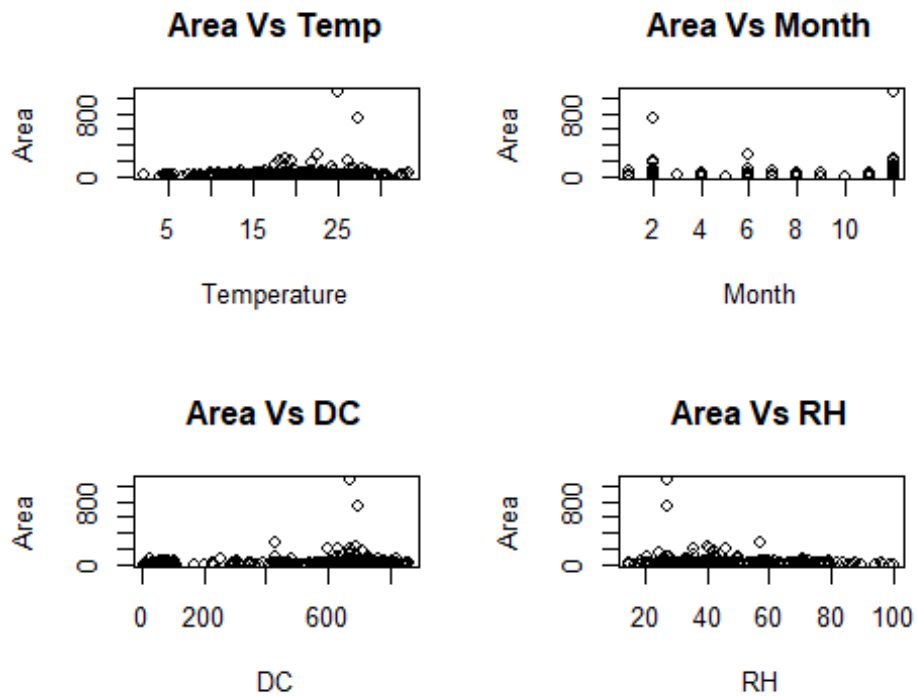 Area Vs Temp
Area
800
0
5 15 25
Temperature
Area Vs Month
Area
800
0
2 4 6 8 10
Month
Area Vs DC
Area
800
0
0 200 600
DC
Area Vs RH
Area
800
0
20 40 60 80 100
RH